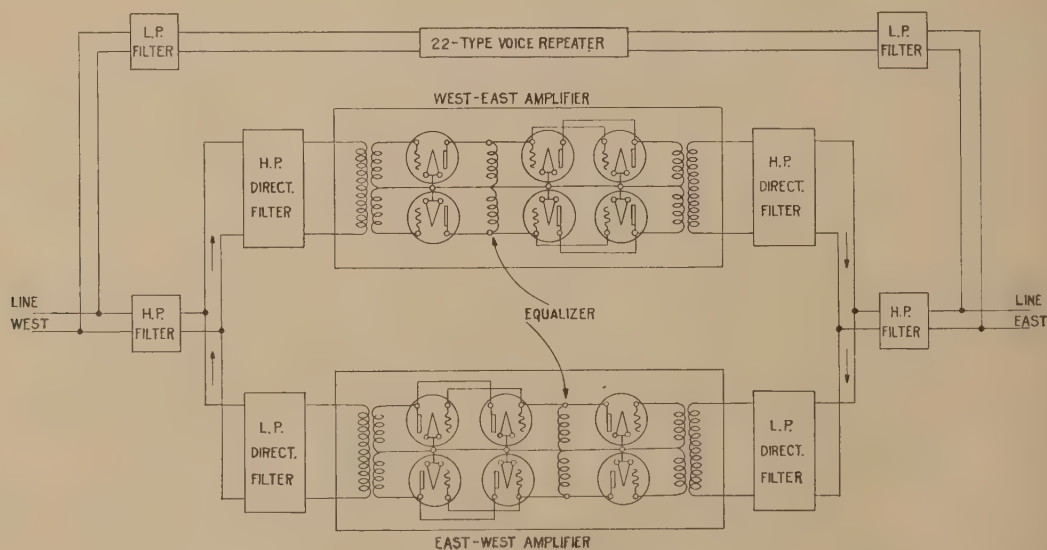 L.P.
FILTER
22-TYPE VOICE REPEATER
L.P.
FILTER
WEST-EAST AMPLIFIER
H.P.
DIRECT.
FILTER
H.P.
DIRECT.
FILTER
LINE
WEST
H.P.
FILTER
EQUALIZER
H.P.
FILTER
LINE
EAST
L.P.
DIRECT.
FILTER
L.P.
DIRECT.
FILTER
EAST-WEST AMPLIFIER